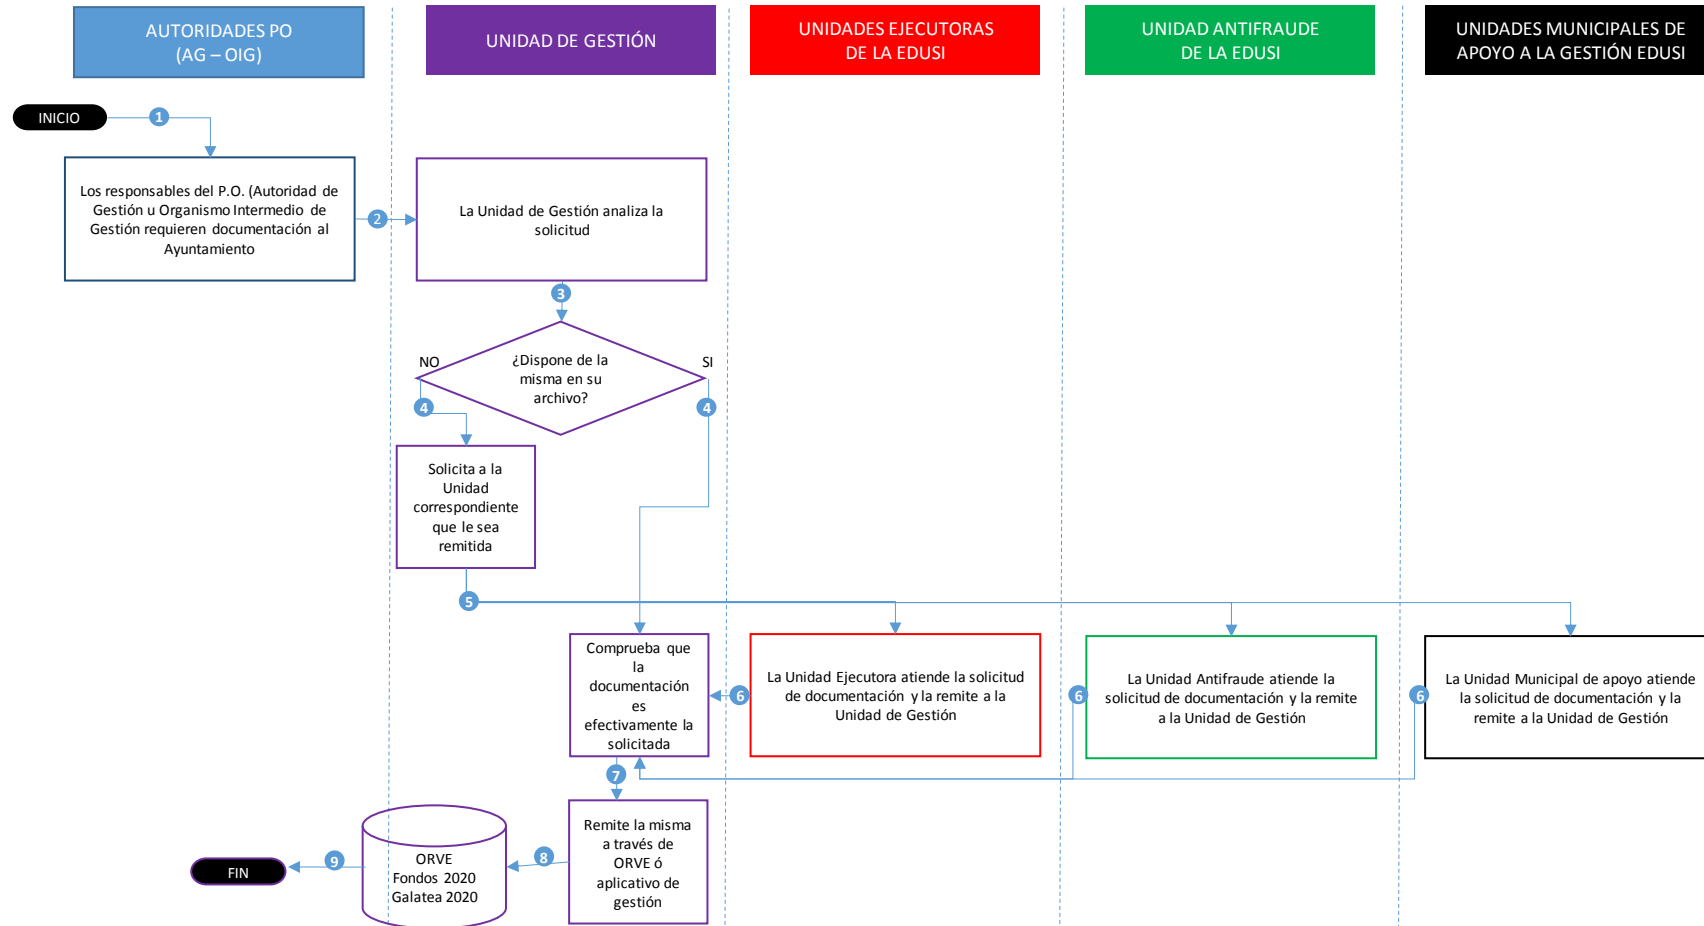 AUTORIDADES PO
(AG – OIG)
UNIDAD DE GESTIÓN
UNIDADES EJECUTORAS
DE LA EDUSI
UNIDAD ANTIFRAUDE
DE LA EDUSI
UNIDADES MUNICIPALES DE
APOYO A LA GESTIÓN EDUSI
INICIO
1
Los responsables del P.O. (Autoridad de
Gestión u Organismo Intermedio de
Gestión requieren documentación al
Ayuntamiento
2
La Unidad de Gestión analiza la
solicitud
3
NO
¿Dispone de la
misma en su
archivo?
SI
4
4
Solicita a la
Unidad
correspondiente
que le sea
remitida
5
Comprueba que
la
documentación
es
efectivamente la
solicitada
6
La Unidad Ejecutora atiende la solicitud
de documentación y la remite a la
Unidad de Gestión
6
La Unidad Antifraude atiende la
solicitud de documentación y la remite
a la Unidad de Gestión
6
La Unidad Municipal de apoyo atiende
la solicitud de documentación y la
remite a la Unidad de Gestión
7
Remite la misma
a través de
ORVE ó
aplicativo de
gestión
8
ORVE
Fondos 2020
Galatea 2020
9
FIN